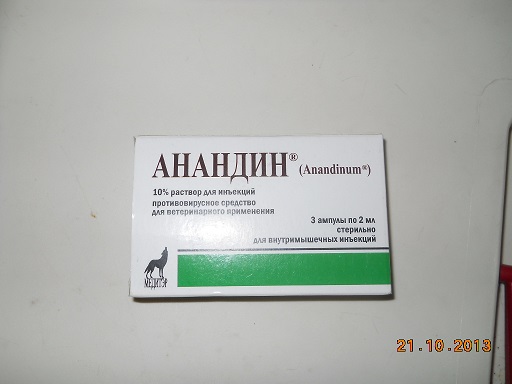 АНАНДИН® (Anandinum®)
10% раствор для инъекций
противовирусное средство
для ветеринарного применения
3 ампулы по 2 мл
стерильно
для внутримышечных инъекций
МЕДИТЭР
21.10.2013